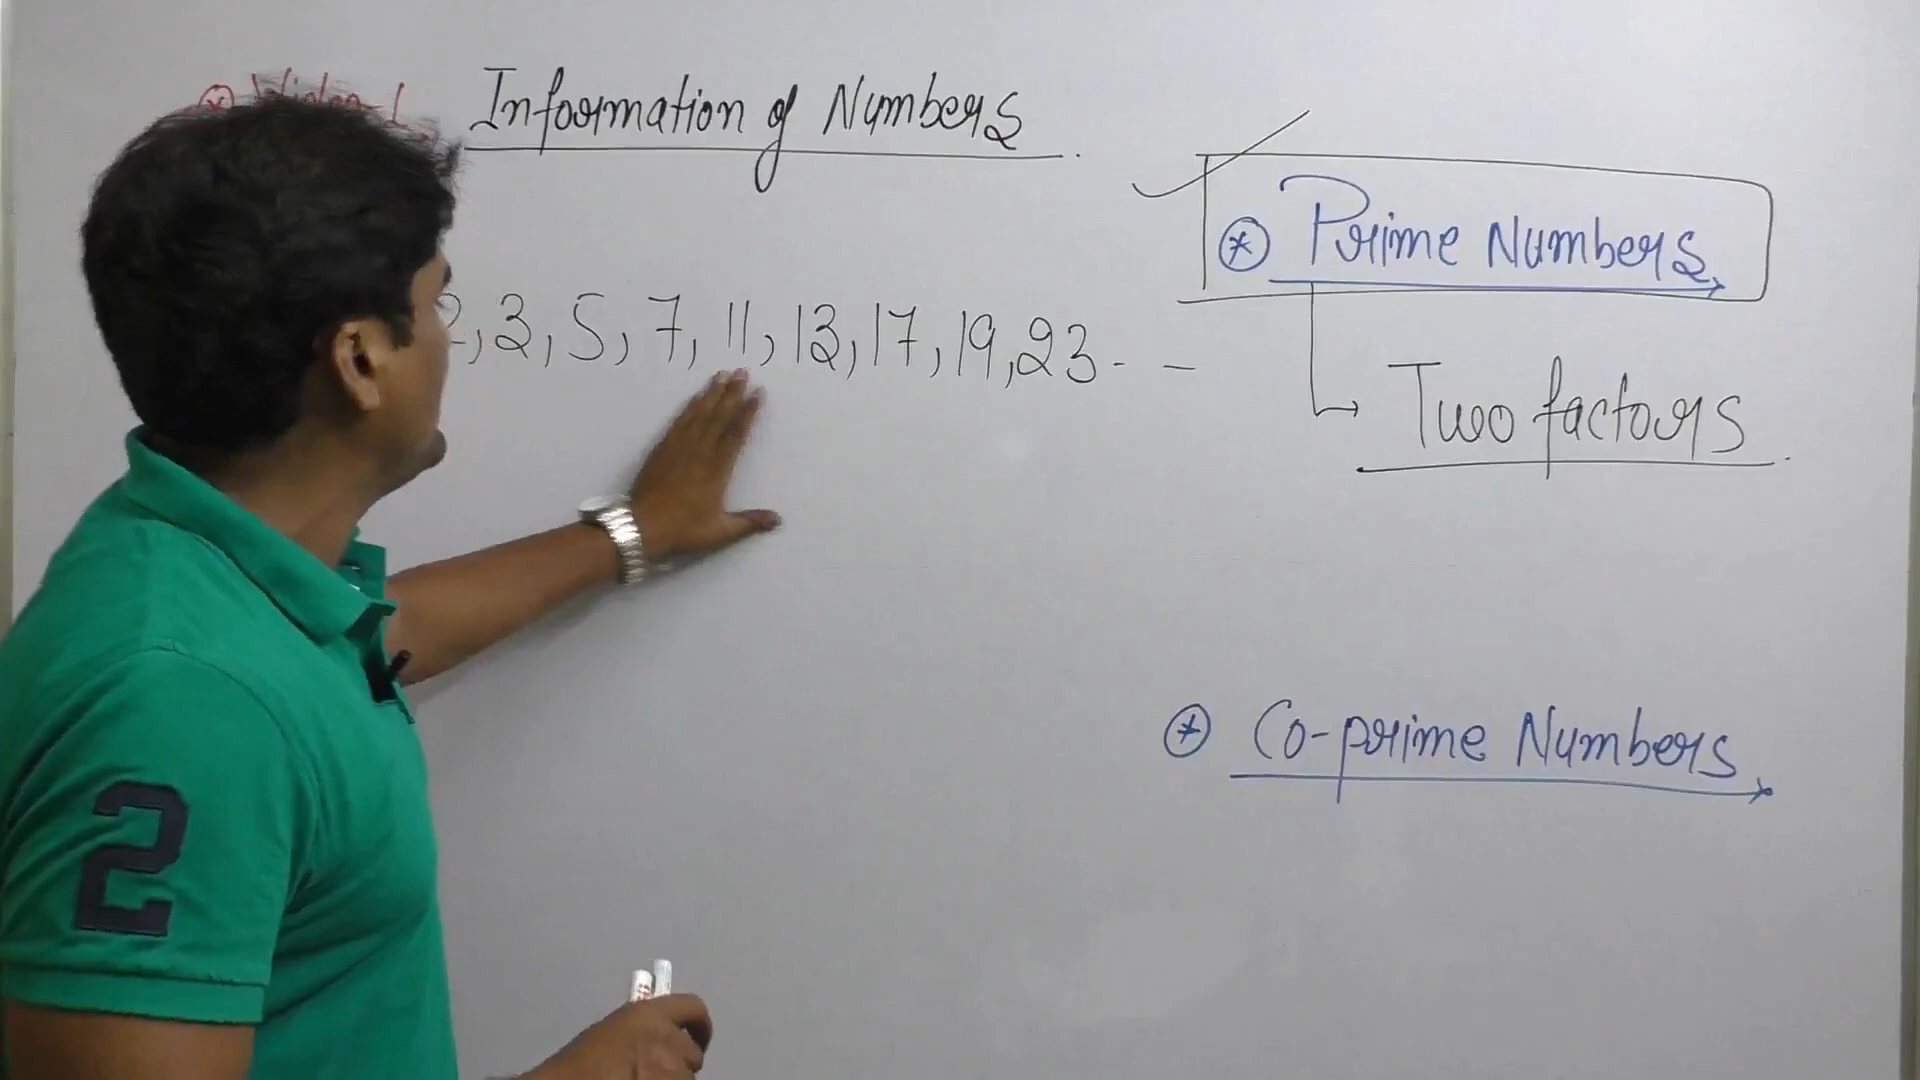 Information of Numbers
⊛ Prime Numbers
2, 3, 5, 7, 11, 13, 17, 19, 23 - -
Two factors
⊛ Co-prime Numbers
2